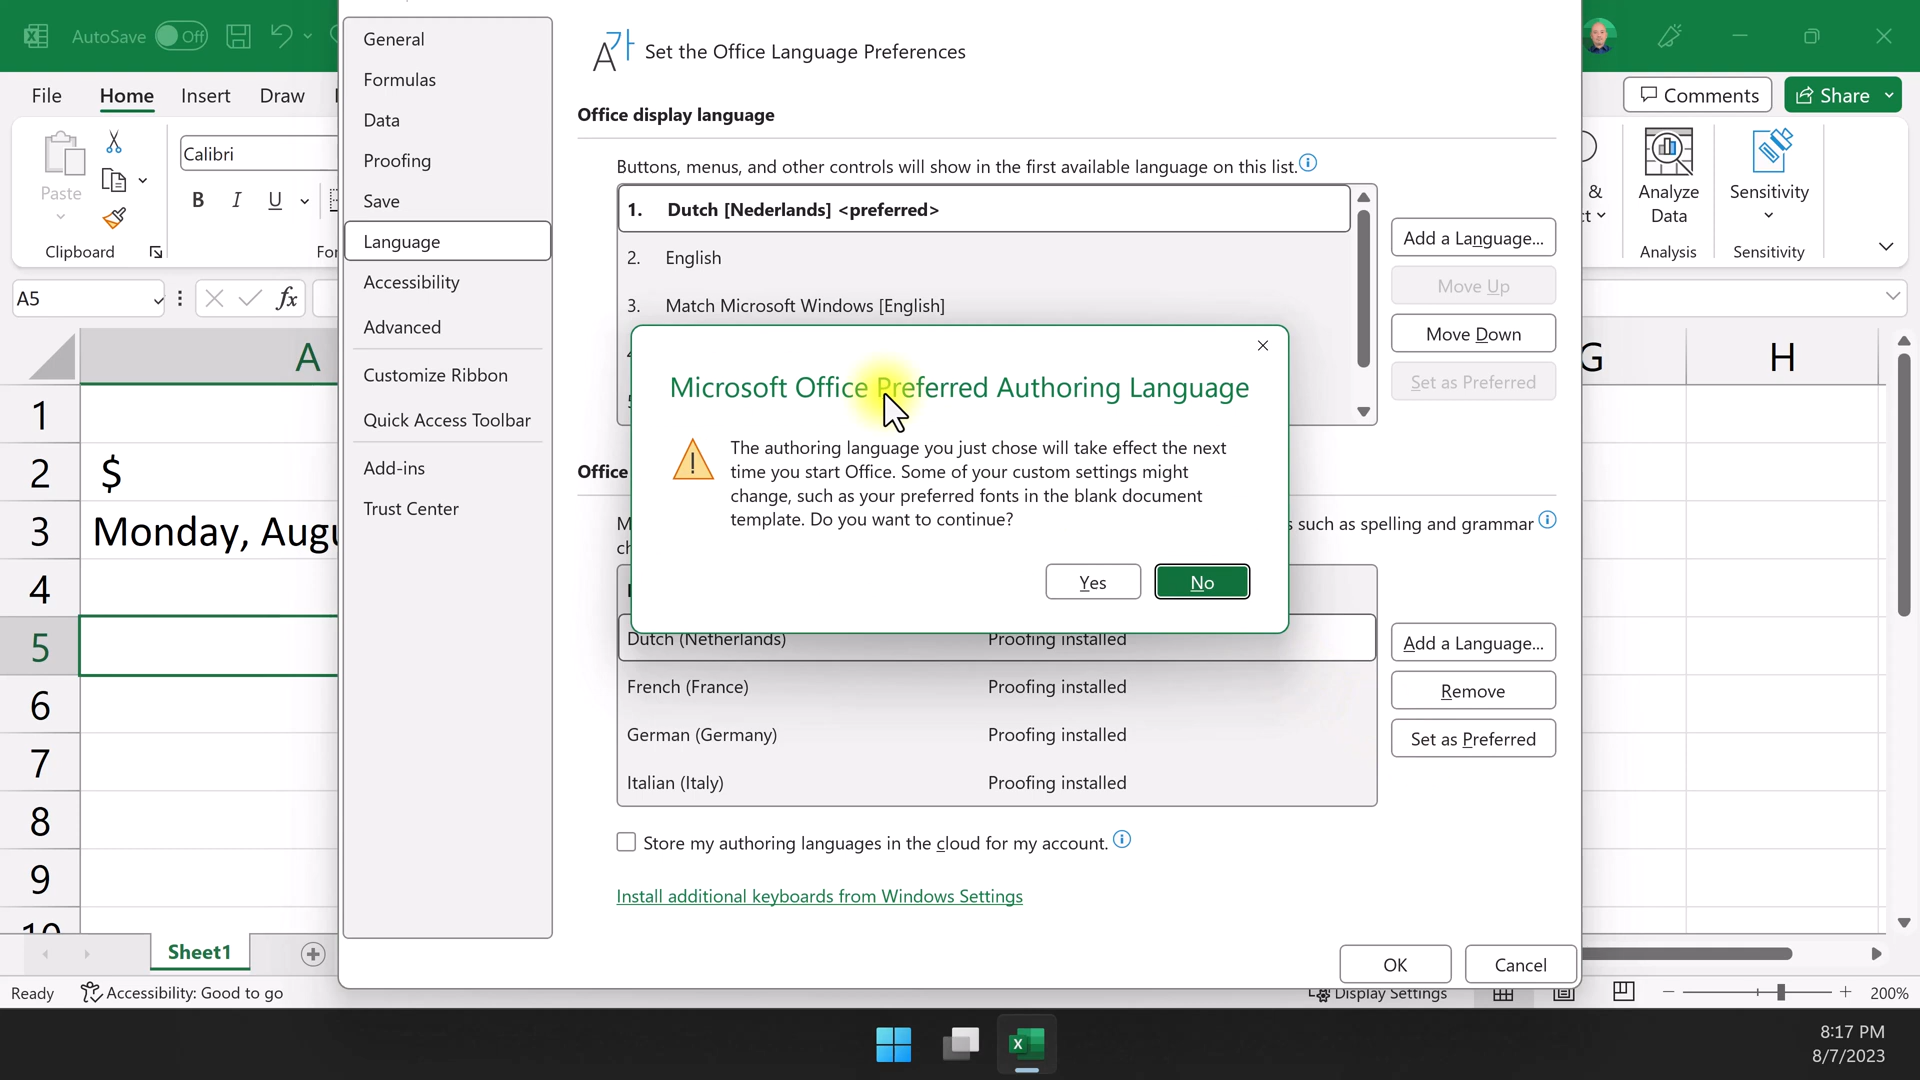 AutoSave Off
File Home Insert Draw
Comments Share
Paste
Clipboard
Calibri
B I U
Analyze
Data
Analysis
Sensitivity
Sensitivity
A5
fx
A G H
1
2 $
3 Monday, Augu
4
5
6
7
8
9
10
Sheet1
Ready Accessibility: Good to go Display Settings 200%
General
Formulas
Data
Proofing
Save
Language
Accessibility
Advanced
Customize Ribbon
Quick Access Toolbar
Add-ins
Trust Center
Set the Office Language Preferences
Office display language
Buttons, menus, and other controls will show in the first available language on this list.
1. Dutch [Nederlands] <preferred>
2. English
3. Match Microsoft Windows [English]
Add a Language...
Move Up
Move Down
Set as Preferred
Microsoft Office Preferred Authoring Language
The authoring language you just chose will take effect the next
time you start Office. Some of your custom settings might
change, such as your preferred fonts in the blank document
template. Do you want to continue?
Yes No
Office
such as spelling and grammar
Dutch (Netherlands) Proofing installed
French (France) Proofing installed
German (Germany) Proofing installed
Italian (Italy) Proofing installed
Add a Language...
Remove
Set as Preferred
Store my authoring languages in the cloud for my account.
Install additional keyboards from Windows Settings
OK Cancel
8:17 PM
8/7/2023